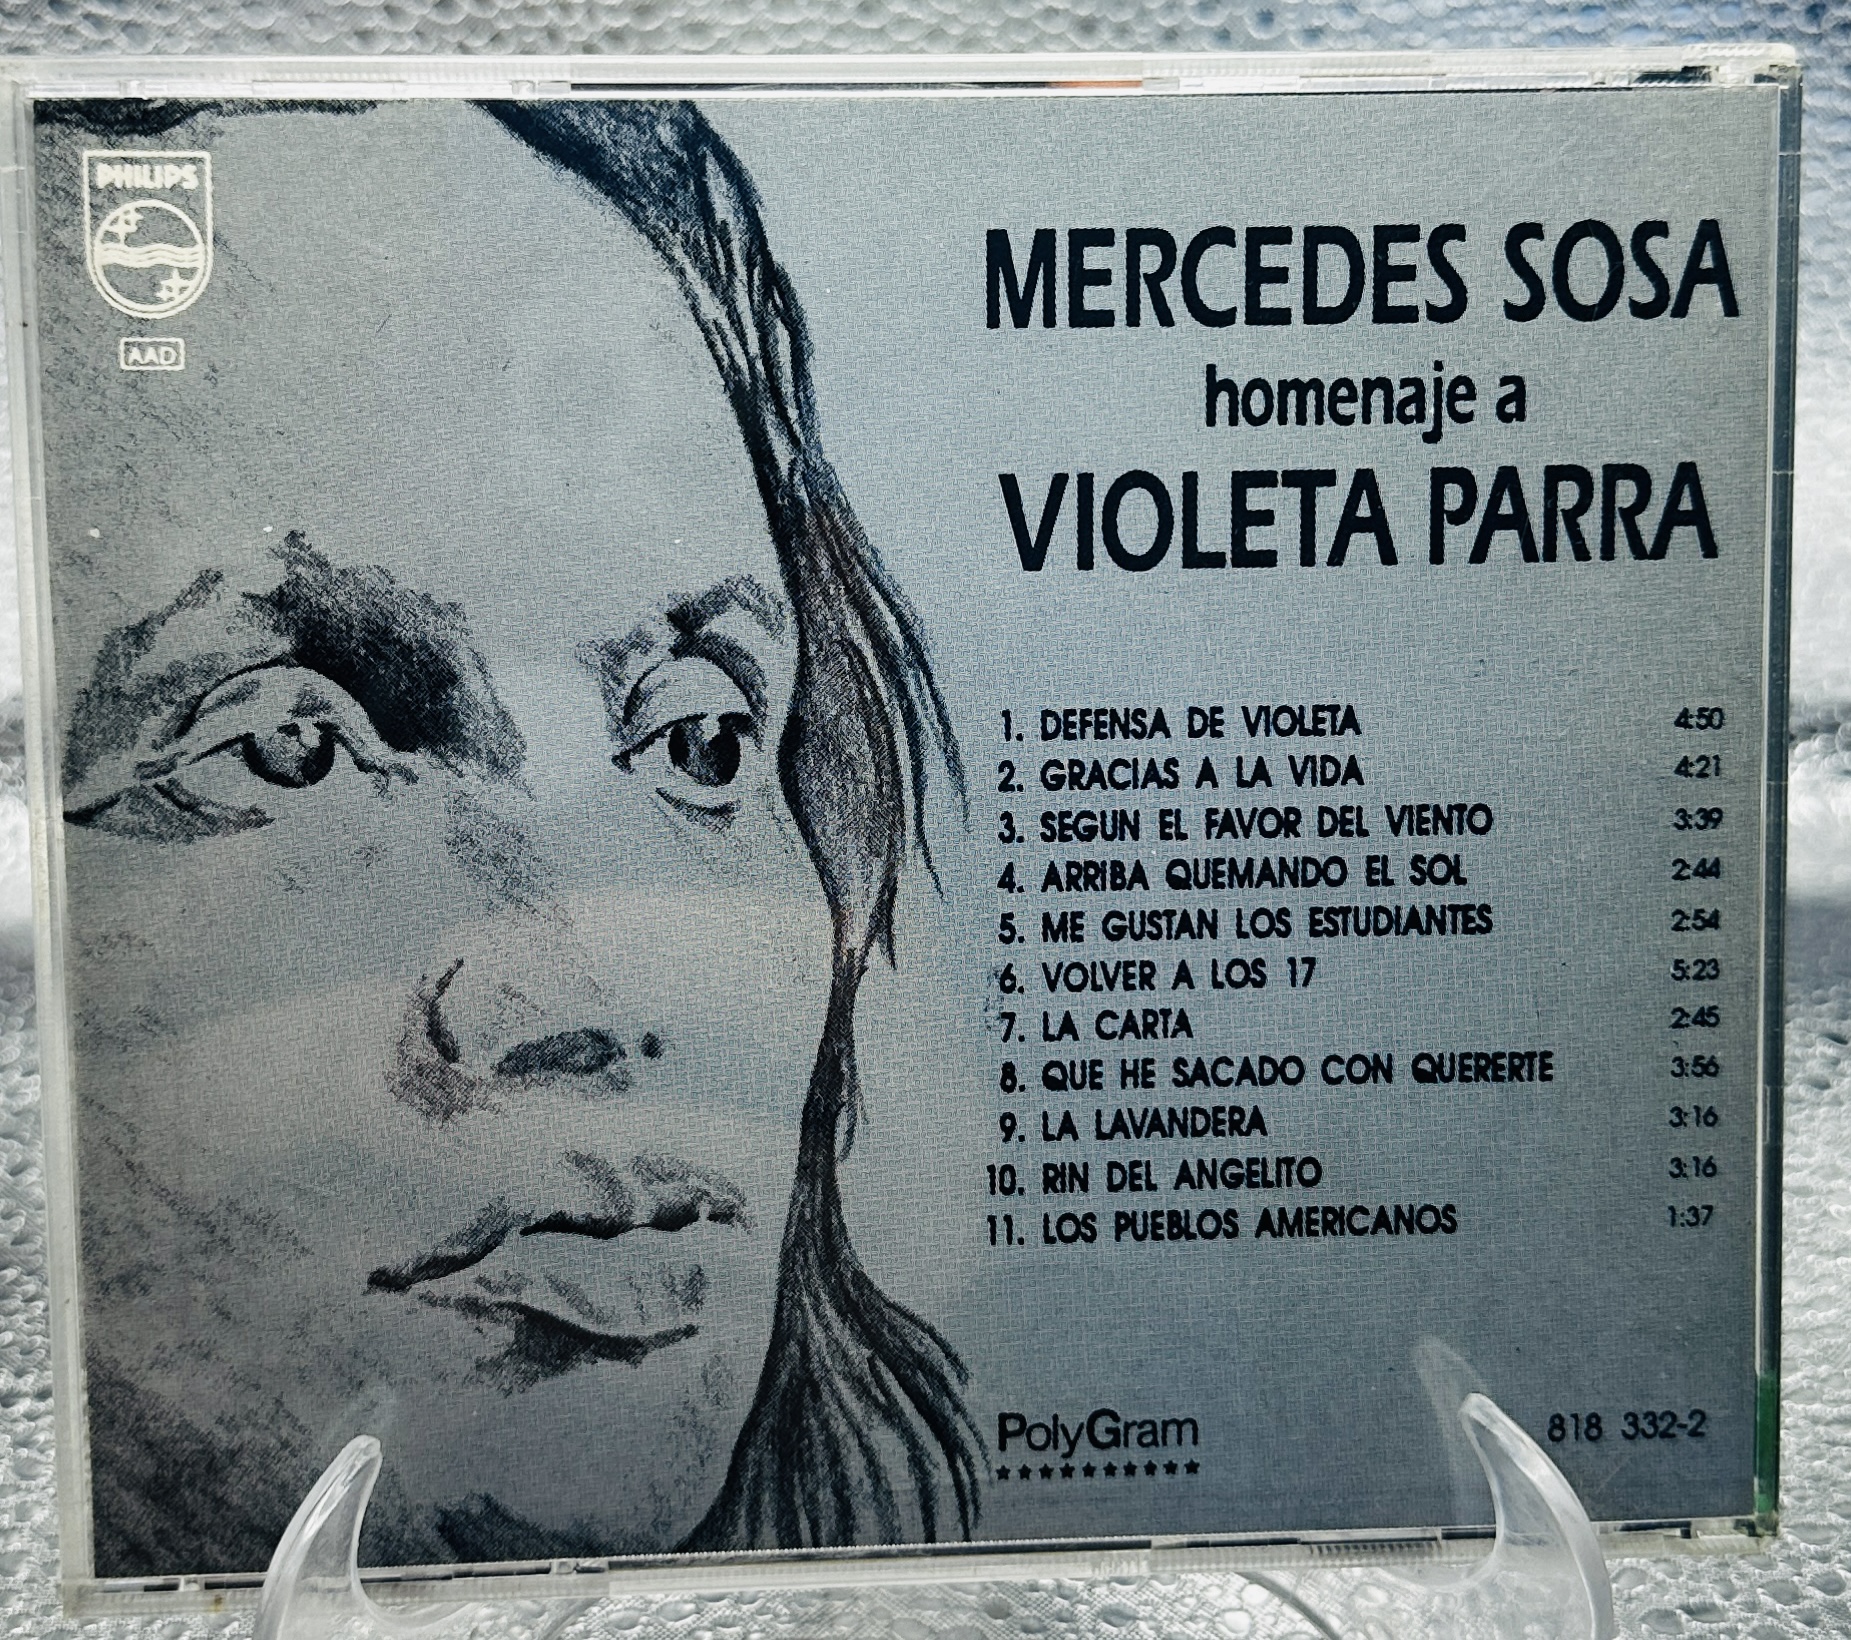 PHILIPS
AAD
MERCEDES SOSA
homenaje a
VIOLETA PARRA
1. DEFENSA DE VIOLETA 4:50
2. GRACIAS A LA VIDA 4:21
3. SEGUN EL FAVOR DEL VIENTO 3:39
4. ARRIBA QUEMANDO EL SOL 2:44
5. ME GUSTAN LOS ESTUDIANTES 2:54
6. VOLVER A LOS 17 5:23
7. LA CARTA 2:45
8. QUE HE SACADO CON QUERERTE 3:56
9. LA LAVANDERA 3:16
10. RIN DEL ANGELITO 3:16
11. LOS PUEBLOS AMERICANOS 1:37
PolyGram 818 332-2